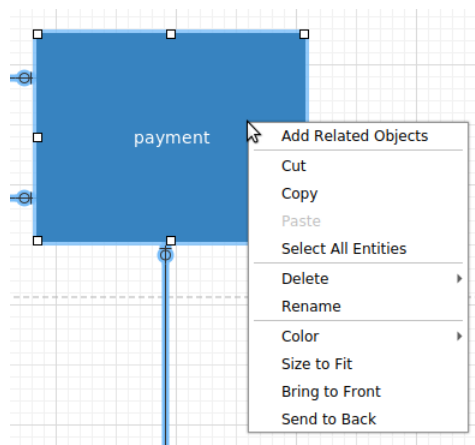 payment
Add Related Objects
Cut
Copy
Paste
Select All Entities
Delete
Rename
Color
Size to Fit
Bring to Front
Send to Back